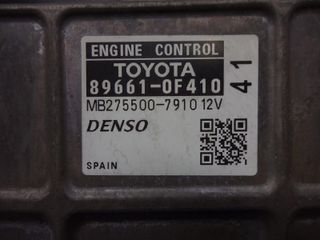 ENGINE CONTROL
TOYOTA
89661-0F410
41
MB275500-7910 12V
DENSO
SPAIN